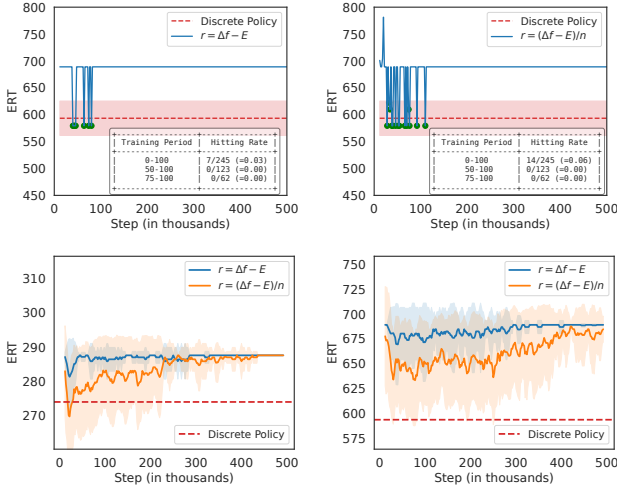 800
750
700
650
600
550
500
450
ERT
Discrete Policy
r = Δf − E
+-----------------+------------------+
| Training Period | Hitting Rate |
+-----------------+------------------+
| 0-100 | 7/245 (=0.03) |
| 50-100 | 0/123 (=0.00) |
| 75-100 | 0/62 (=0.00) |
+-----------------+------------------+
0 100 200 300 400 500
Step (in thousands)
800
750
700
650
600
550
500
450
ERT
Discrete Policy
r = (Δf − E)/n
+-----------------+------------------+
| Training Period | Hitting Rate |
+-----------------+------------------+
| 0-100 | 14/245 (=0.06) |
| 50-100 | 0/123 (=0.00) |
| 75-100 | 0/62 (=0.00) |
+-----------------+------------------+
0 100 200 300 400 500
Step (in thousands)
310
300
290
280
270
ERT
r = Δf − E
r = (Δf − E)/n
Discrete Policy
0 100 200 300 400 500
Step (in thousands)
750
725
700
675
650
625
600
575
ERT
r = Δf − E
r = (Δf − E)/n
Discrete Policy
0 100 200 300 400 500
Step (in thousands)